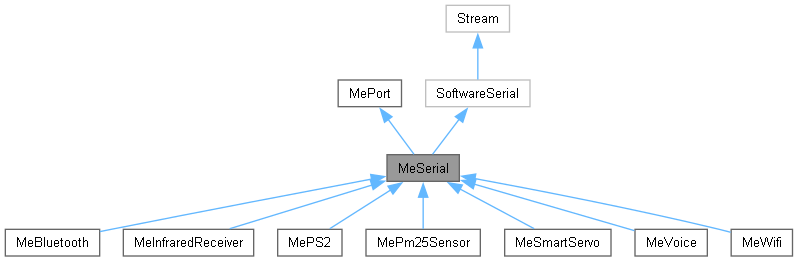 Stream
MePort
SoftwareSerial
MeSerial
MeBluetooth
MeInfraredReceiver
MePS2
MePm25Sensor
MeSmartServo
MeVoice
MeWifi